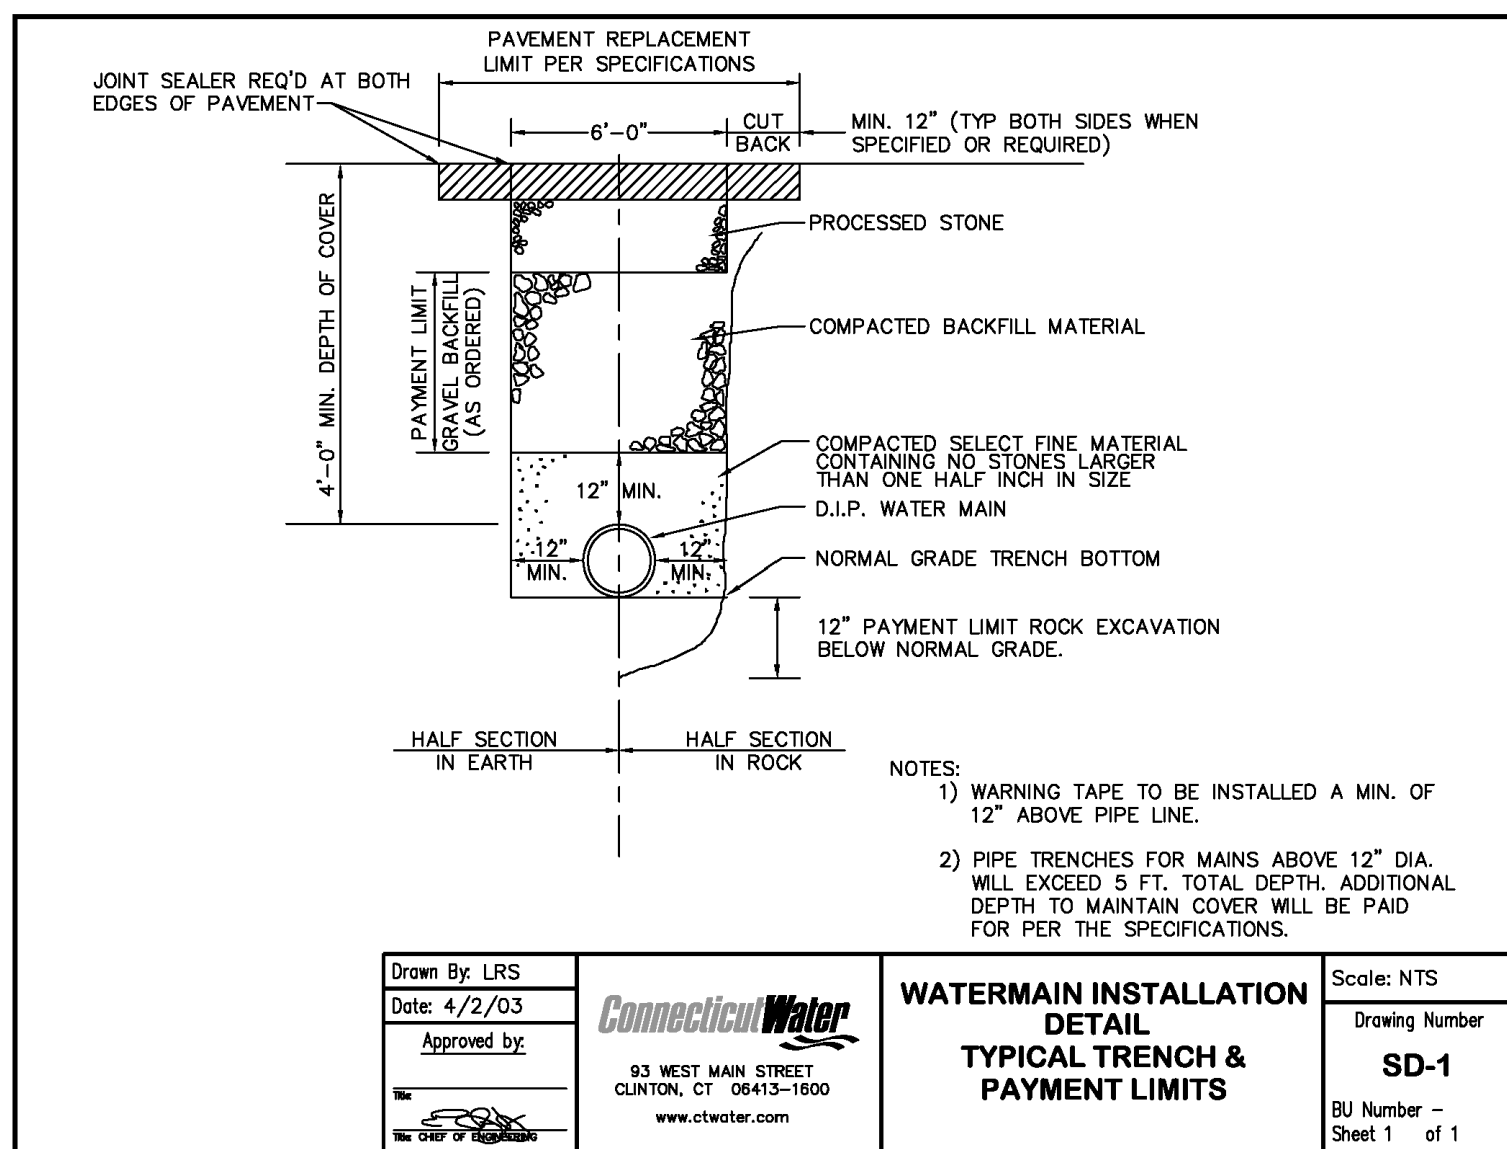 PAVEMENT REPLACEMENT
LIMIT PER SPECIFICATIONS
JOINT SEALER REQ'D AT BOTH
EDGES OF PAVEMENT
6'-0"
CUT
BACK
MIN. 12" (TYP BOTH SIDES WHEN
SPECIFIED OR REQUIRED)
4'-0" MIN. DEPTH OF COVER
PAYMENT LIMIT
GRAVEL BACKFILL
(AS ORDERED)
PROCESSED STONE
COMPACTED BACKFILL MATERIAL
COMPACTED SELECT FINE MATERIAL
CONTAINING NO STONES LARGER
THAN ONE HALF INCH IN SIZE
12" MIN.
D.I.P. WATER MAIN
12"
MIN.
12"
MIN.
NORMAL GRADE TRENCH BOTTOM
12" PAYMENT LIMIT ROCK EXCAVATION
BELOW NORMAL GRADE.
HALF SECTION
IN EARTH
HALF SECTION
IN ROCK
NOTES:
1) WARNING TAPE TO BE INSTALLED A MIN. OF
12" ABOVE PIPE LINE.
2) PIPE TRENCHES FOR MAINS ABOVE 12" DIA.
WILL EXCEED 5 FT. TOTAL DEPTH. ADDITIONAL
DEPTH TO MAINTAIN COVER WILL BE PAID
FOR PER THE SPECIFICATIONS.
Drawn By: LRS
Date: 4/2/03
Approved by:
Title:
Title: CHIEF OF ENGINEERING
ConnecticutWater
93 WEST MAIN STREET
CLINTON, CT 06413-1600
www.ctwater.com
WATERMAIN INSTALLATION
DETAIL
TYPICAL TRENCH &
PAYMENT LIMITS
Scale: NTS
Drawing Number
SD-1
BU Number -
Sheet 1 of 1